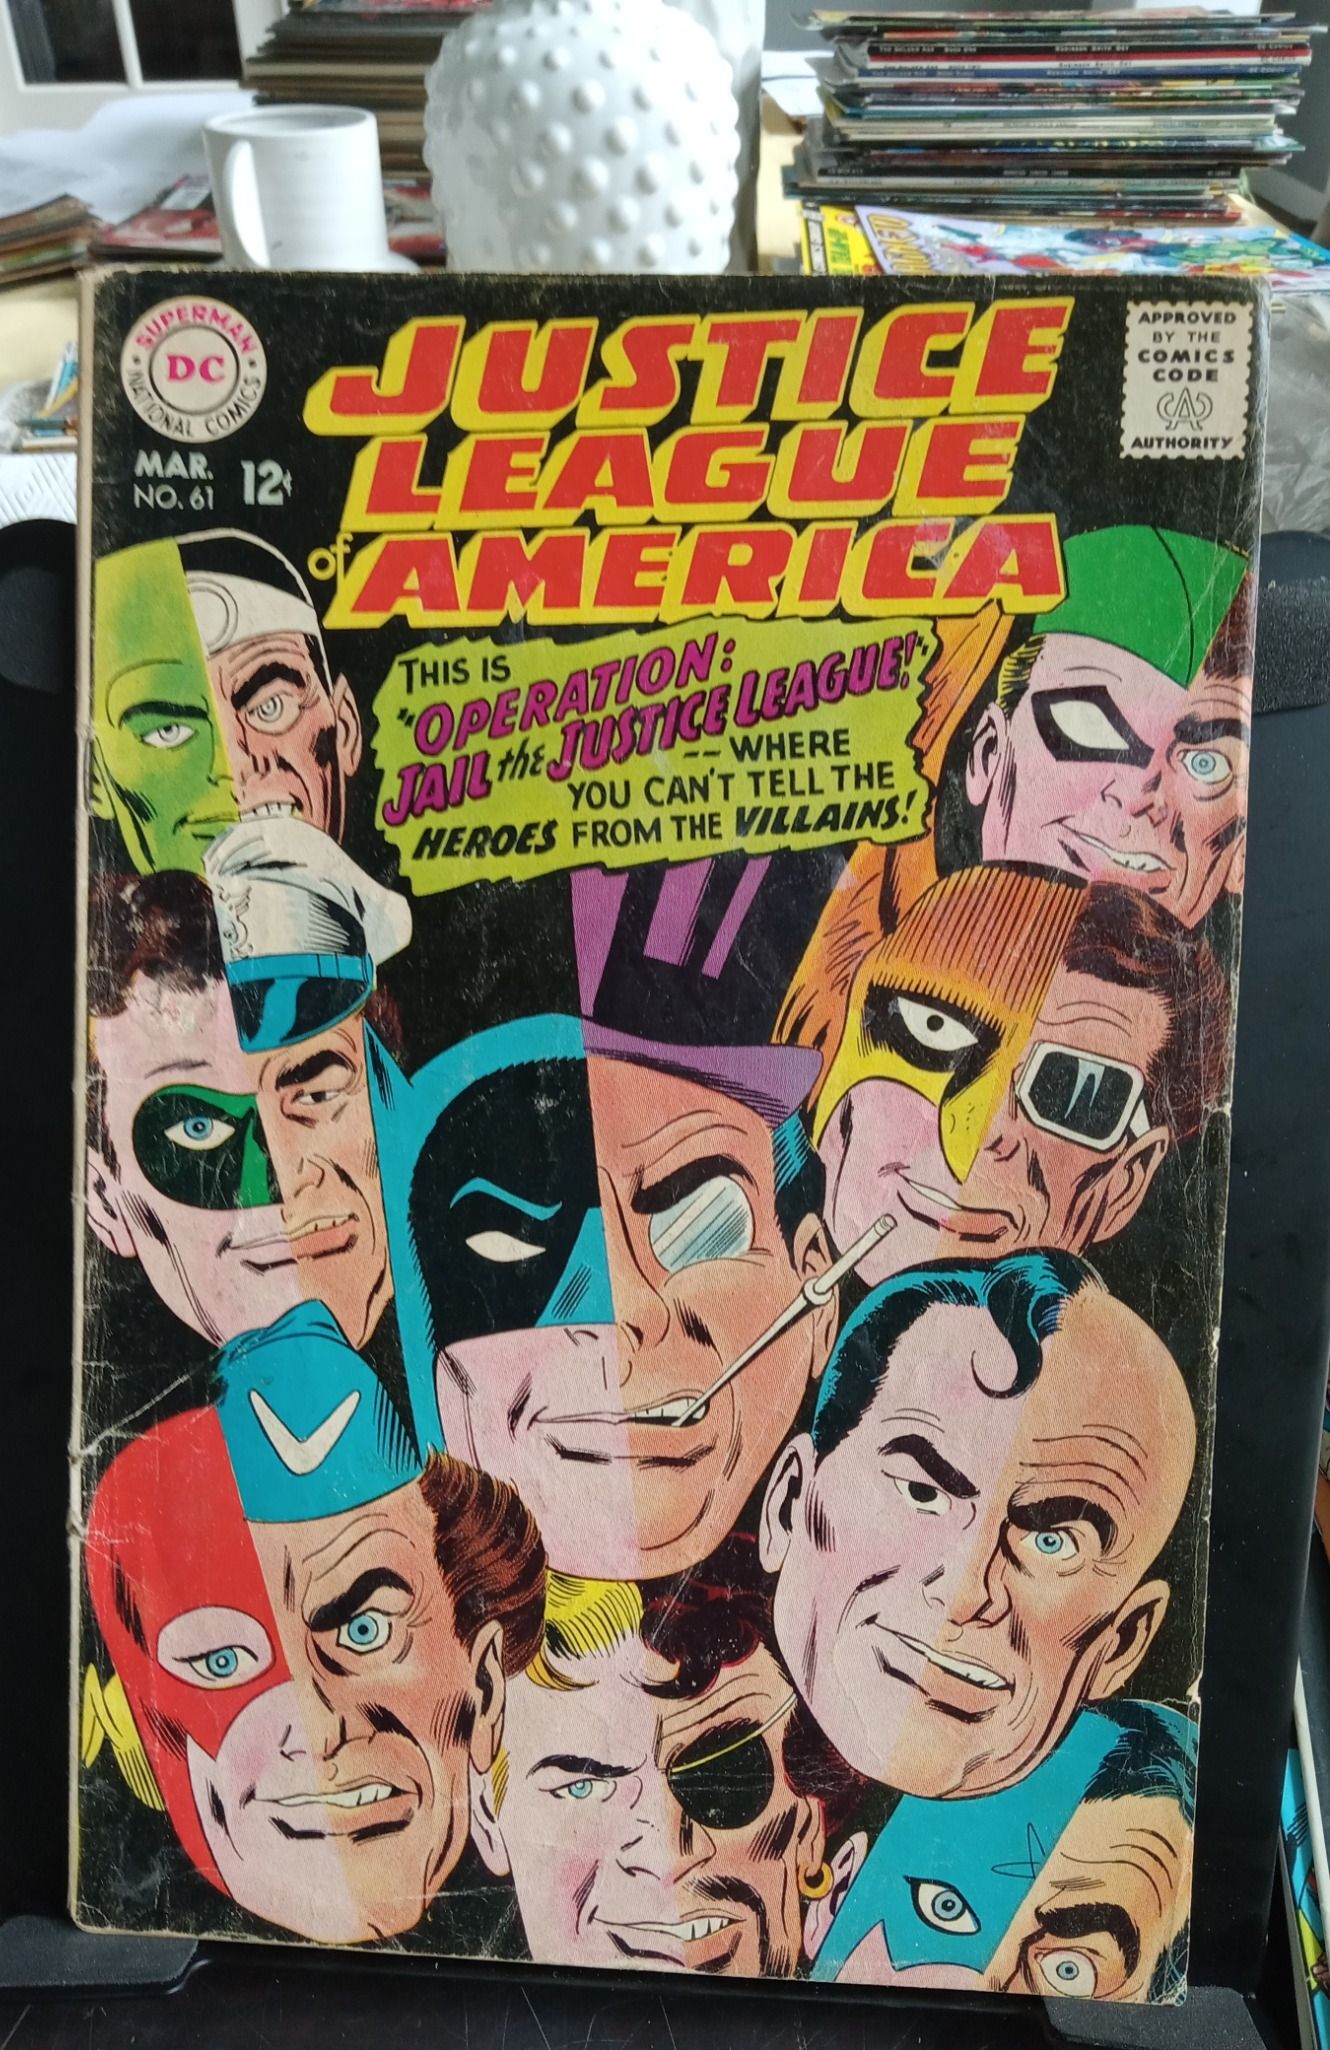 SUPERMAN
DC
NATIONAL COMICS
MAR.
NO. 61
12¢
JUSTICE
LEAGUE
of AMERICA
APPROVED
BY THE
COMICS
CODE
CA
AUTHORITY
THIS IS
"OPERATION:
JAIL the JUSTICE LEAGUE!"
-- WHERE
YOU CAN'T TELL THE
HEROES FROM THE VILLAINS!